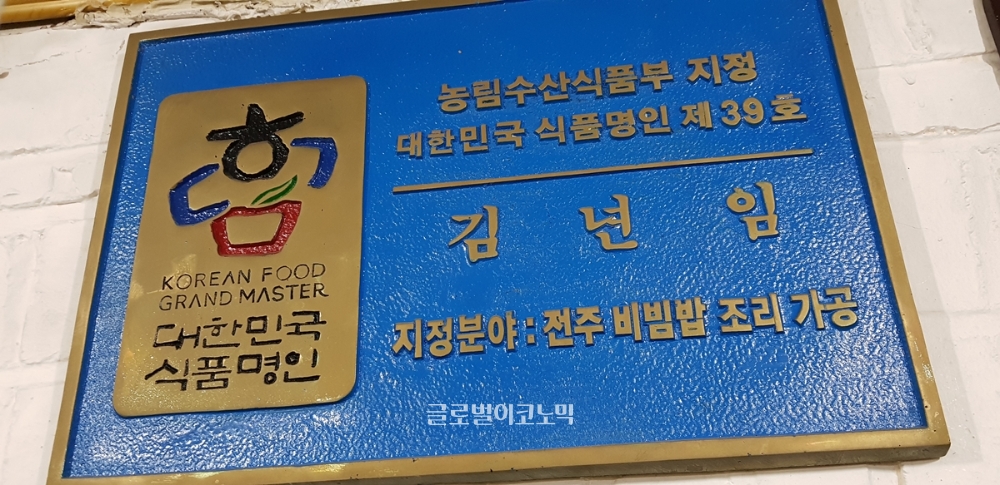 KOREAN FOOD
GRAND MASTER
대한민국
식품명인
농림수산식품부 지정
대한민국 식품명인 제 39 호
김 년 임
지정분야 : 전주 비빔밥 조리 가공
글로벌이코노믹